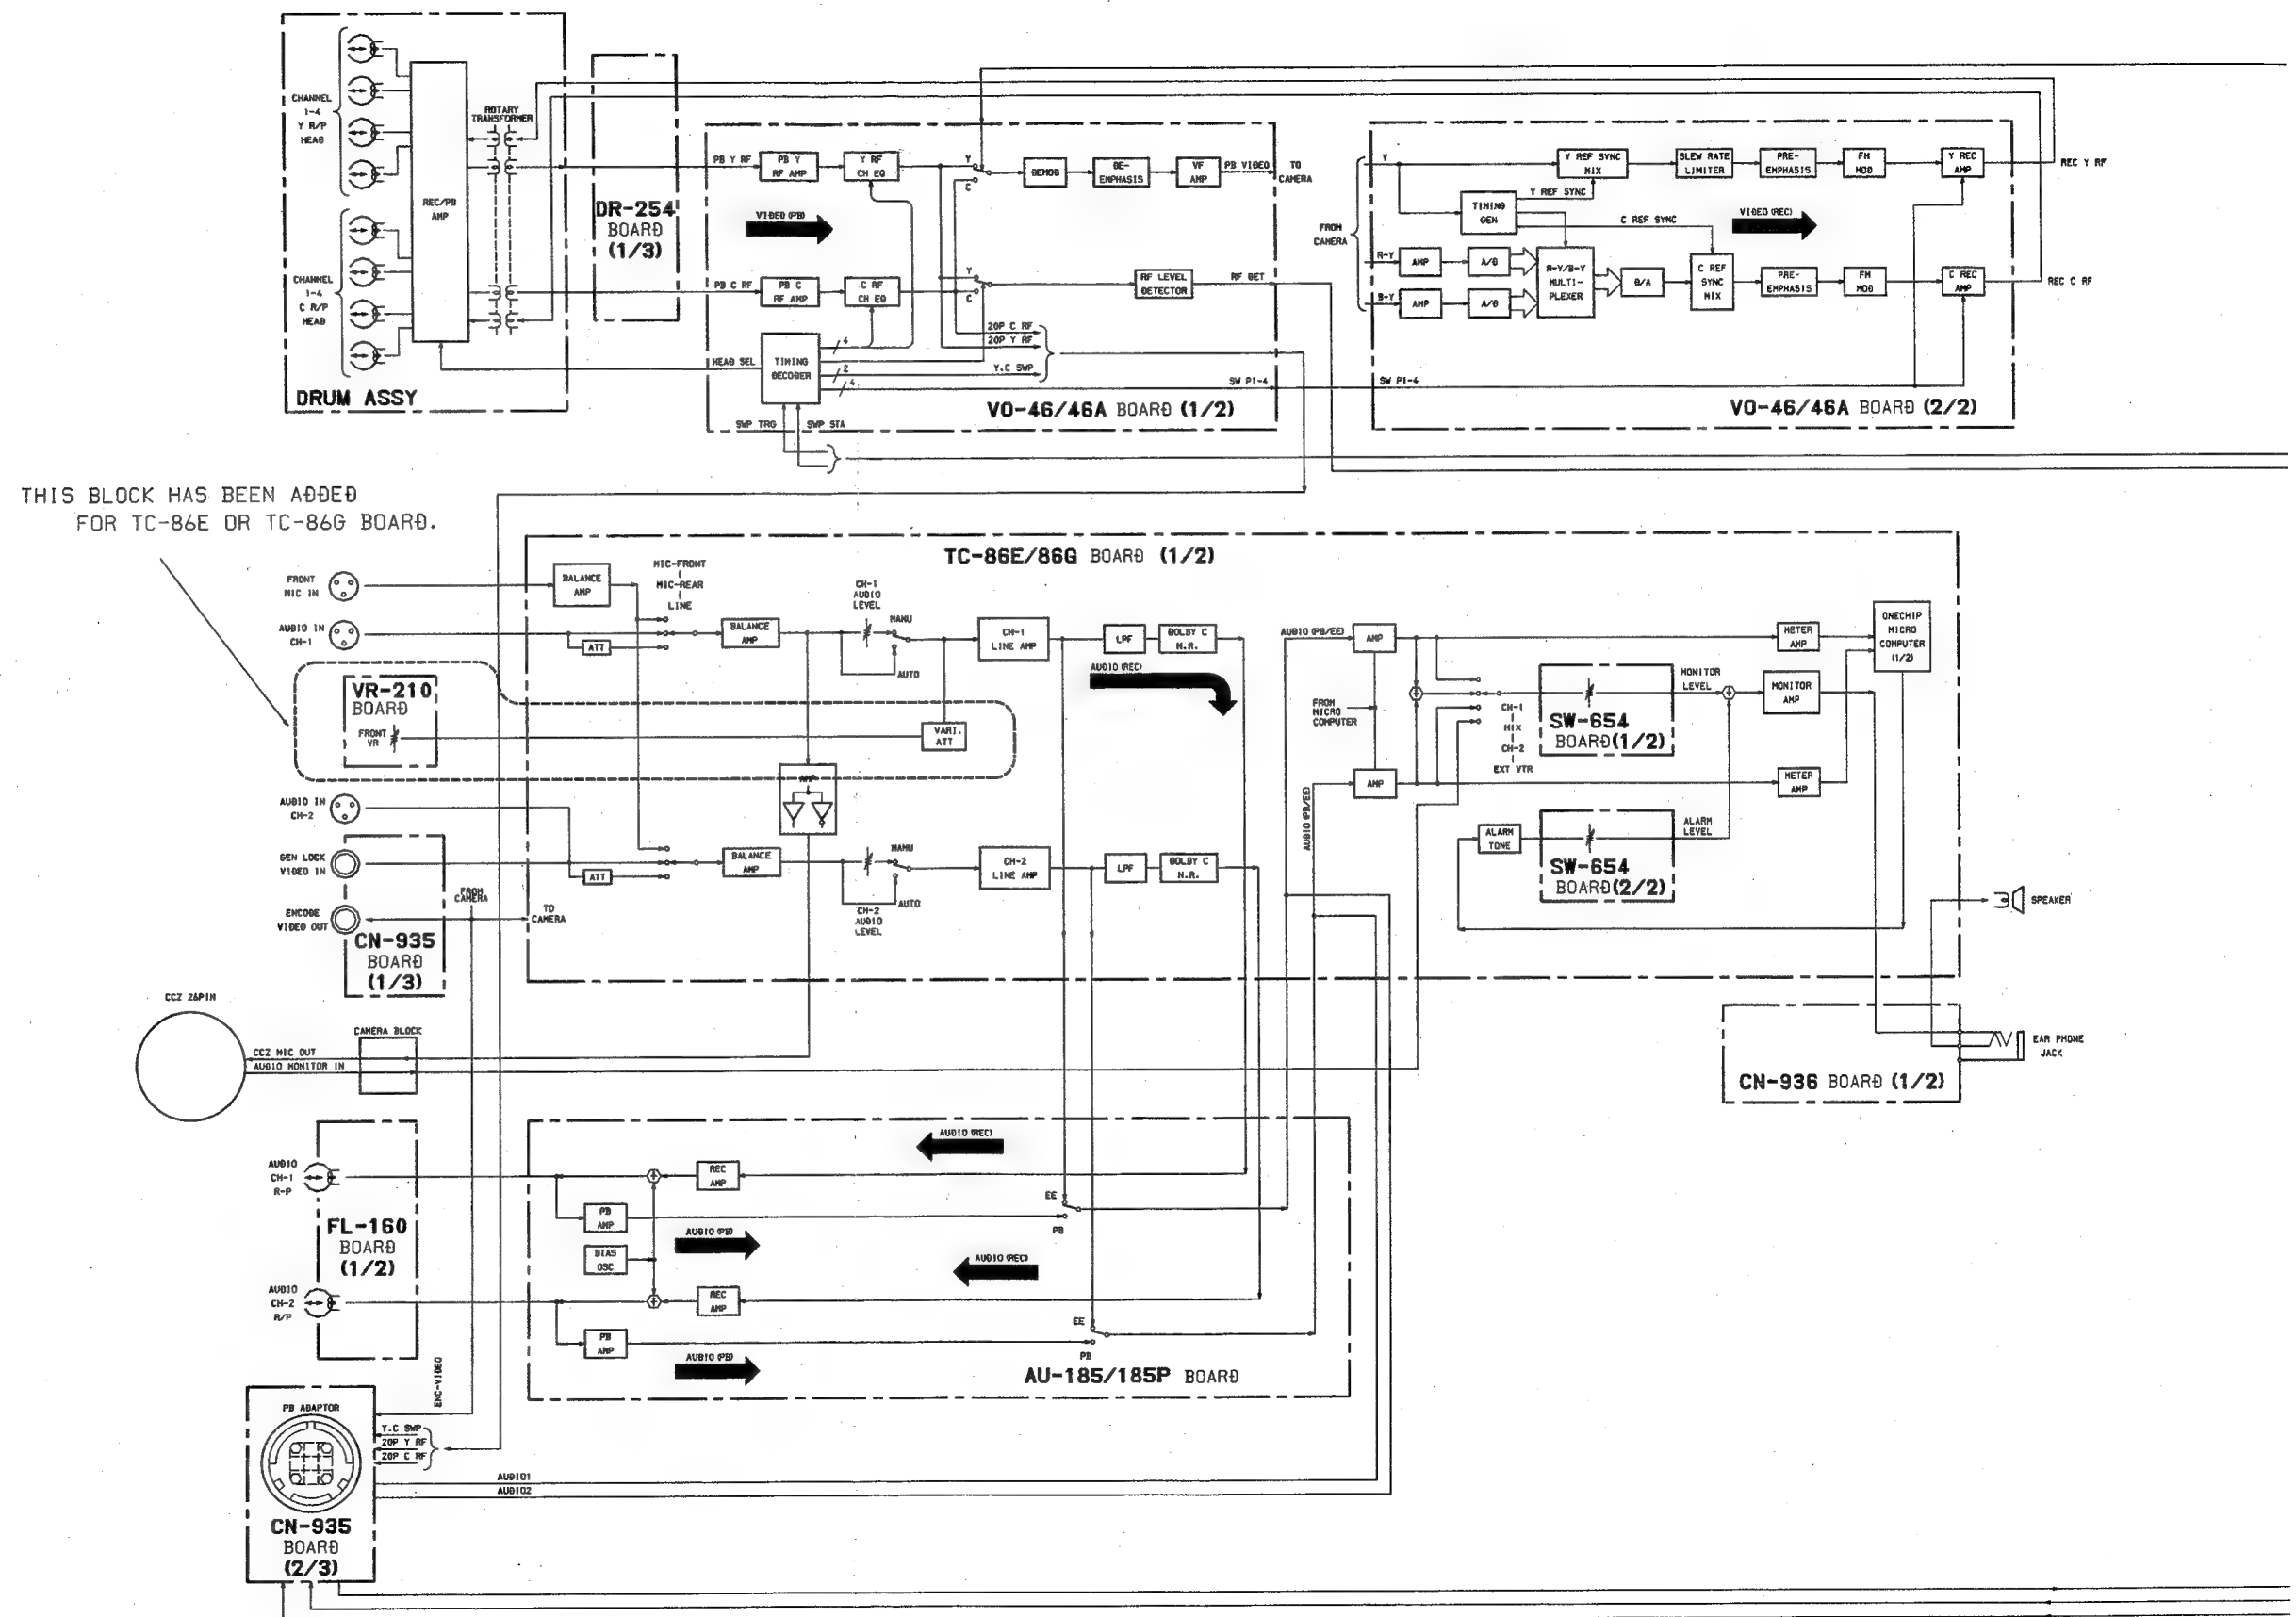 CHANNEL
1-4
Y R/P
HEAD
CHANNEL
1-4
C R/P
HEAD
REC/PB
AMP
ROTARY
TRANSFORMER
DRUM ASSY
DR-254
BOARD
(1/3)
PB Y RF
PB Y
RF AMP
Y RF
CH EQ
Y
C
DEMOD
DE-
EMPHASIS
VF
AMP
PB VIDEO
TO
CAMERA
VIDEO (PB)
PB C RF
PB C
RF AMP
C RF
CH EQ
Y
C
RF LEVEL
DETECTOR
RF DET
HEAD SEL
TIMING
DECODER
4
2
4
20P C RF
20P Y RF
Y.C SWP
SW P1-4
SWP TRG
SWP STA
VO-46/46A BOARD (1/2)
FROM
CAMERA
Y
R-Y
B-Y
AMP
AMP
A/D
A/D
TIMING
GEN
Y REF SYNC
MIX
Y REF SYNC
C REF SYNC
SLEW RATE
LIMITER
PRE-
EMPHASIS
FM
MOD
Y REC
AMP
REC Y RF
VIDEO (REC)
R-Y/B-Y
MULTI-
PLEXER
D/A
C REF
SYNC
MIX
PRE-
EMPHASIS
FM
MOD
C REC
AMP
REC C RF
SW P1-4
VO-46/46A BOARD (2/2)
THIS BLOCK HAS BEEN ADDED
FOR TC-86E OR TC-86G BOARD.
TC-86E/86G BOARD (1/2)
FRONT
MIC IN
AUDIO IN
CH-1
BALANCE
AMP
MIC-FRONT
MIC-REAR
LINE
ATT
BALANCE
AMP
CH-1
AUDIO
LEVEL
MANU
AUTO
CH-1
LINE AMP
LPF
DOLBY C
N.R.
AUDIO (REC)
VR-210
BOARD
FRONT
VR
VARI.
ATT
AMP
AUDIO IN
CH-2
GEN LOCK
VIDEO IN
ENCODE
VIDEO OUT
CN-935
BOARD
(1/3)
FROM
CAMERA
TO
CAMERA
ATT
BALANCE
AMP
MANU
AUTO
CH-2
AUDIO
LEVEL
CH-2
LINE AMP
LPF
DOLBY C
N.R.
AUDIO (PB/EE)
AUDIO (PB/EE)
AMP
FROM
MICRO
COMPUTER
AMP
CH-1
MIX
CH-2
EXT VTR
SW-654
BOARD (1/2)
MONITOR
LEVEL
METER
AMP
MONITOR
AMP
METER
AMP
ONECHIP
MICRO
COMPUTER
(1/2)
ALARM
TONE
SW-654
BOARD (2/2)
ALARM
LEVEL
SPEAKER
EAR PHONE
JACK
CN-936 BOARD (1/2)
CCZ 26PIN
CAMERA BLOCK
CCZ MIC OUT
AUDIO MONITOR IN
AUDIO
CH-1
R-P
FL-160
BOARD
(1/2)
AUDIO
CH-2
R/P
AUDIO (REC)
REC
AMP
PB
AMP
EE
PB
AUDIO (PB)
BIAS
OSC
AUDIO (REC)
REC
AMP
PB
AMP
EE
PB
AUDIO (PB)
AU-185/185P BOARD
ENC-VIDEO
PB ADAPTOR
Y.C SWP
20P Y RF
20P C RF
AUDIO1
AUDIO2
CN-935
BOARD
(2/3)